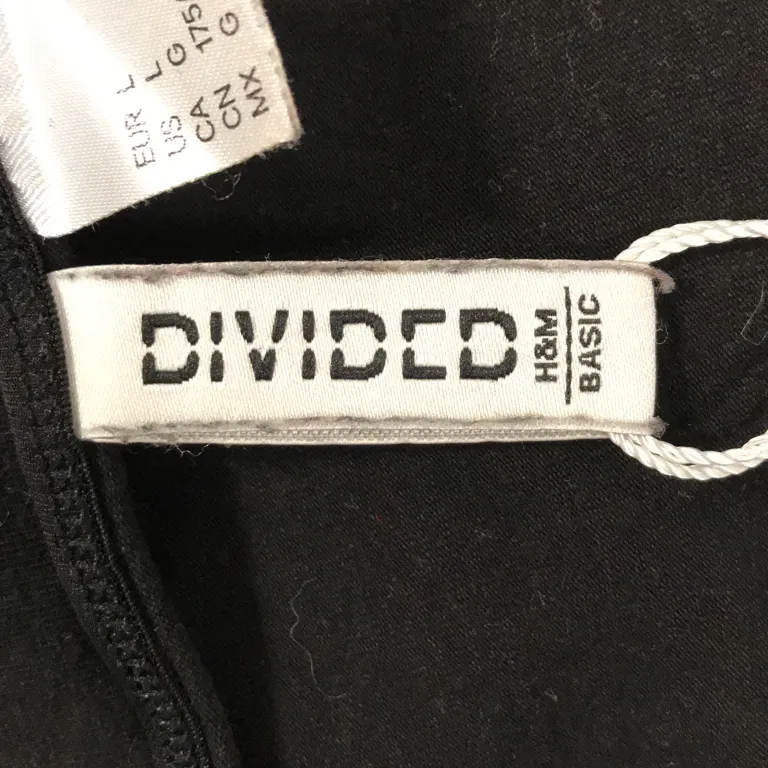 EUR L
US L
CA G
CN 175
MX G
DIVIDED
H&M
BASIC